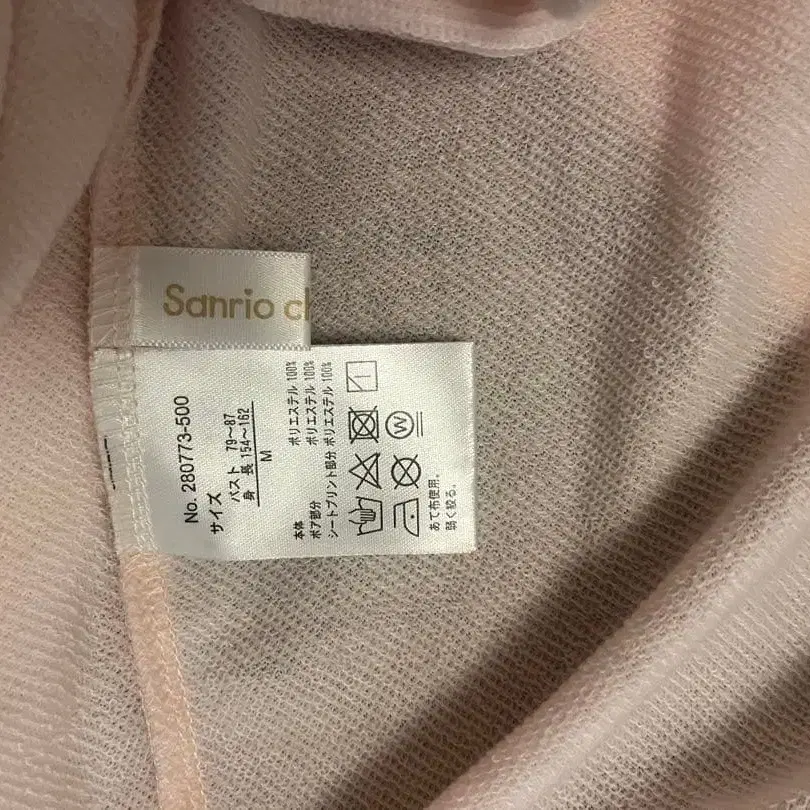 Sanrio ch
No. 280773-500
サイズ
バスト 79~87
身 長 154~162
M
本体 ポリエステル 100%
ボア部分 ポリエステル 100%
シートプリント部分 ポリエステル 100%
W
あて布使用。
弱く絞る。